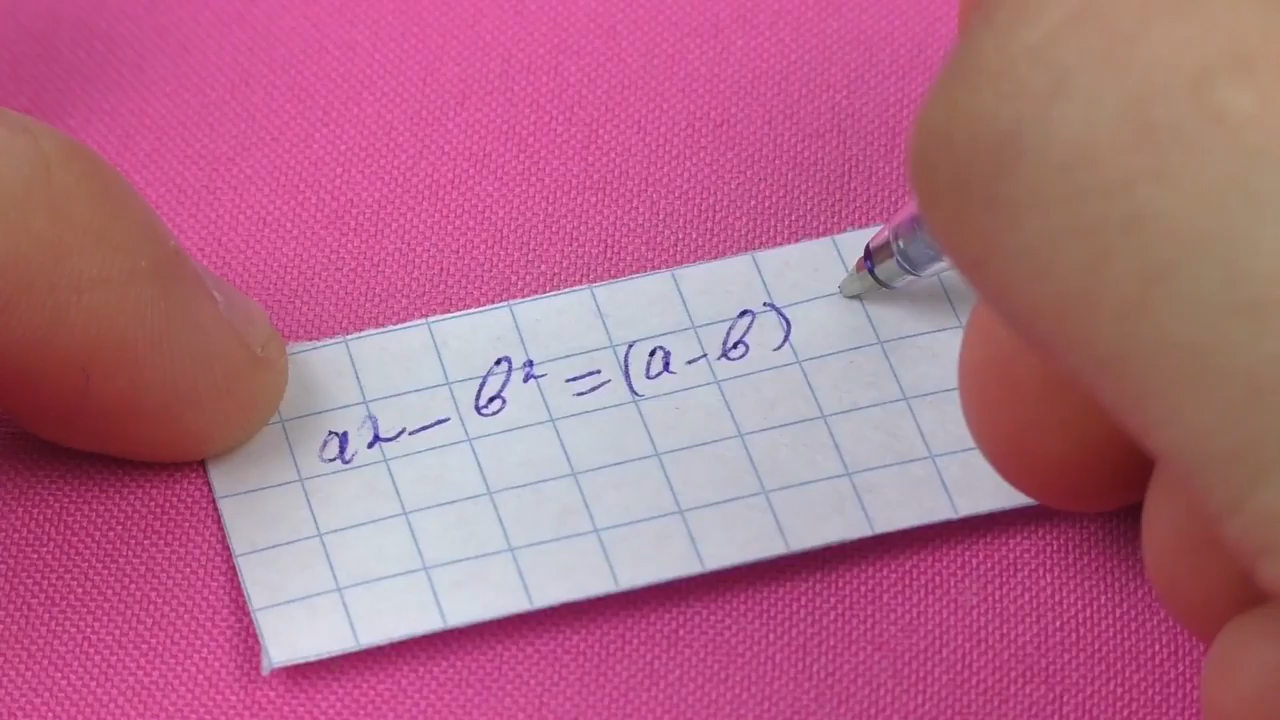 a² - b² = (a - b)